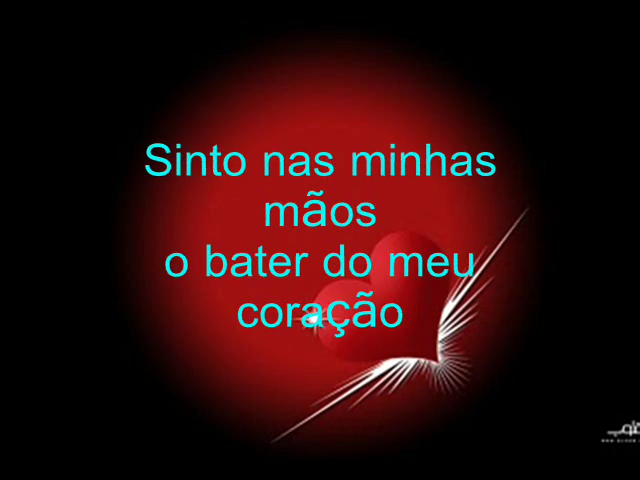 Sinto nas minhas
mãos
o bater do meu
coração